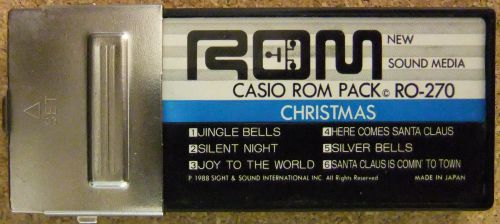 ROM
NEW
SOUND MEDIA
CASIO ROM PACK © RO-270
CHRISTMAS
1 JINGLE BELLS
2 SILENT NIGHT
3 JOY TO THE WORLD
4 HERE COMES SANTA CLAUS
5 SILVER BELLS
6 SANTA CLAUS IS COMIN' TO TOWN
P 1988 SIGHT & SOUND INTERNATIONAL INC All Rights Reserved
MADE IN JAPAN
△ SET